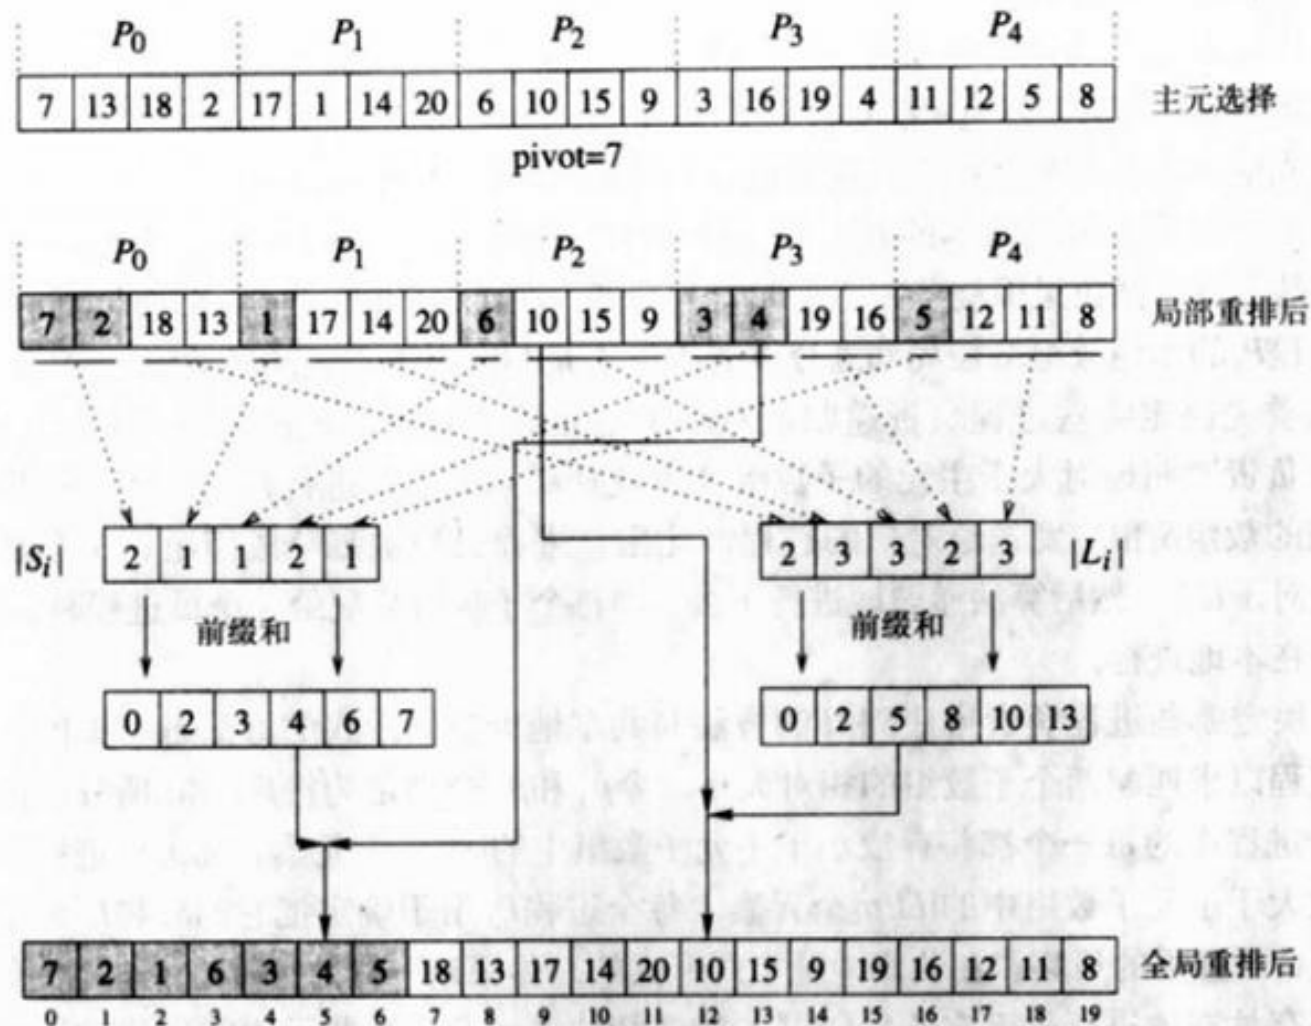 P0 P1 P2 P3 P4
7 13 18 2 17 1 14 20 6 10 15 9 3 16 19 4 11 12 5 8 主元选择
pivot=7
P0 P1 P2 P3 P4
7 2 18 13 1 17 14 20 6 10 15 9 3 4 19 16 5 12 11 8 局部重排后
|Si| 2 1 1 2 1 2 3 3 2 3 |Li|
前缀和 前缀和
0 2 3 4 6 7 0 2 5 8 10 13
7 2 1 6 3 4 5 18 13 17 14 20 10 15 9 19 16 12 11 8 全局重排后
0 1 2 3 4 5 6 7 8 9 10 11 12 13 14 15 16 17 18 19